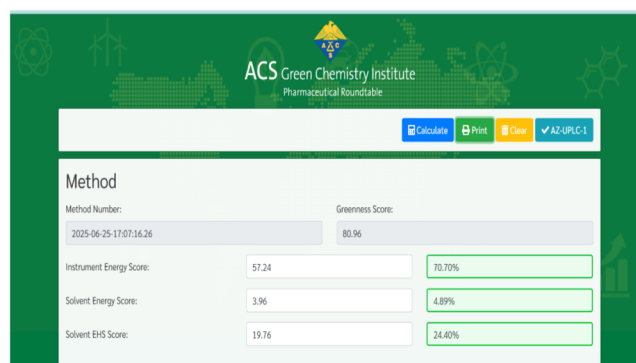 A C S
ACS Green Chemistry Institute
Pharmaceutical Roundtable
Calculate Print Clear AZ-UPLC-1
Method
Method Number: Greenness Score:
2025-06-25-17:07:16.26 80.96
Instrument Energy Score: 57.24 70.70%
Solvent Energy Score: 3.96 4.89%
Solvent EHS Score: 19.76 24.40%